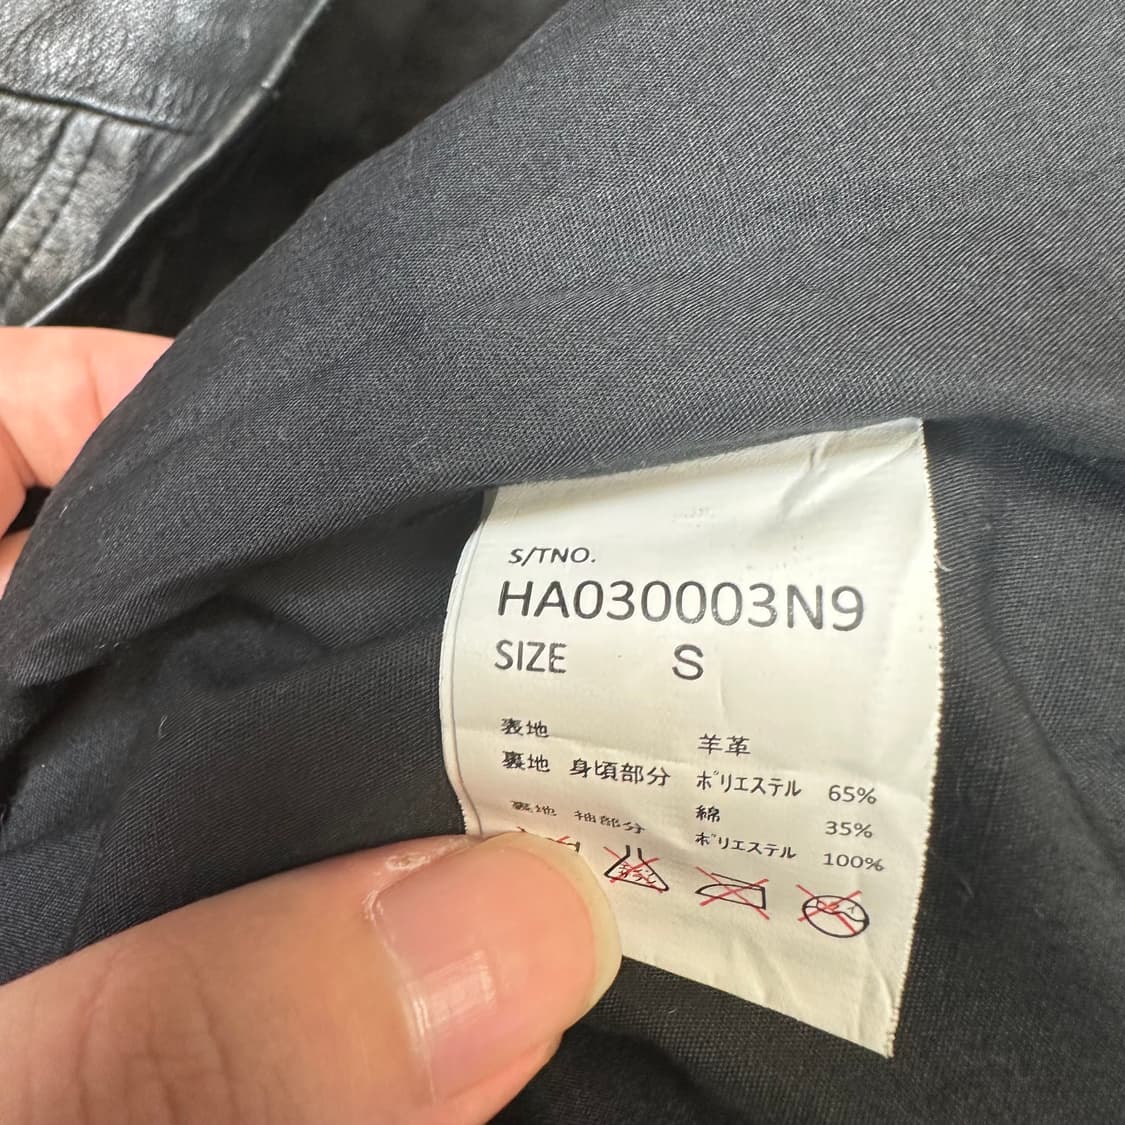 S/TNO.
HA030003N9
SIZE S
表地 羊革
裏地 身頃部分 ポリエステル 65%
綿 35%
裏地 袖部分 ポリエステル 100%